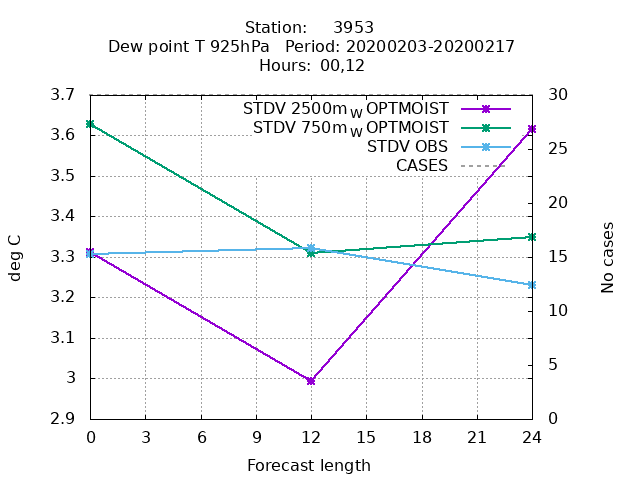 Station: 3953
Dew point T 925hPa Period: 20200203-20200217
Hours: 00,12
STDV 2500m_W OPTMOIST
STDV 750m_W OPTMOIST
STDV OBS
CASES
3.7
3.6
3.5
3.4
3.3
3.2
3.1
3
2.9
30
25
20
15
10
5
0
deg C
No cases
0 3 6 9 12 15 18 21 24
Forecast length